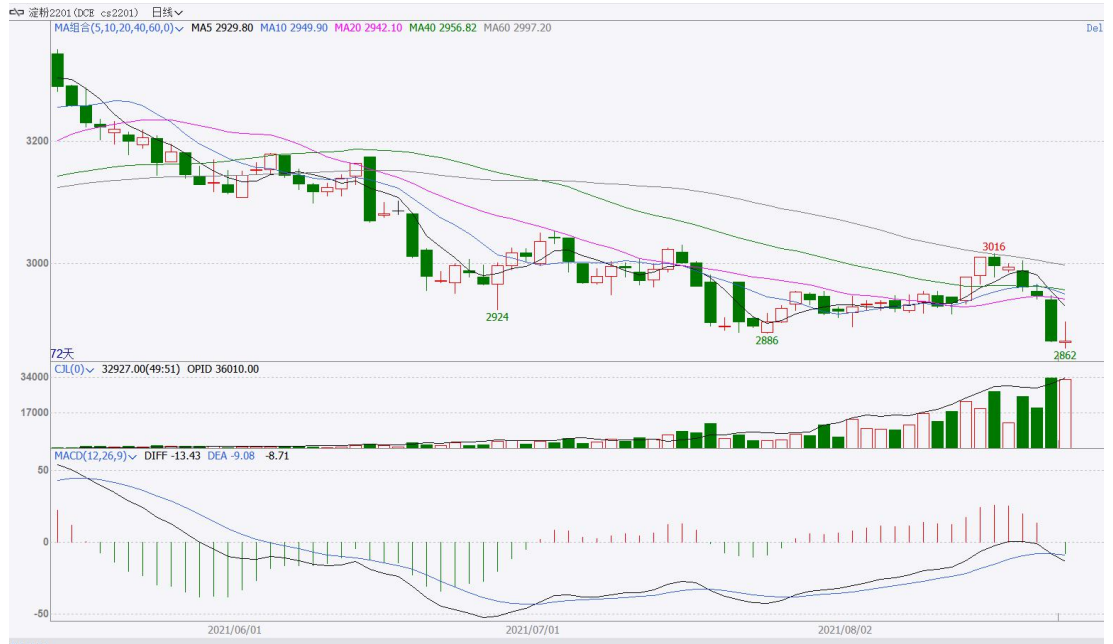 淀粉2201(DCE cs2201) 日线
MA组合(5,10,20,40,60,0) MA5 2929.80 MA10 2949.90 MA20 2942.10 MA40 2956.82 MA60 2997.20 Del
3200
3016
3000
2924
2886
2862
72天
CJL(0) 32927.00(49:51) OPID 36010.00
34000
17000
MACD(12,26,9) DIFF -13.43 DEA -9.08 -8.71
50
0
-50
2021/06/01 2021/07/01 2021/08/02